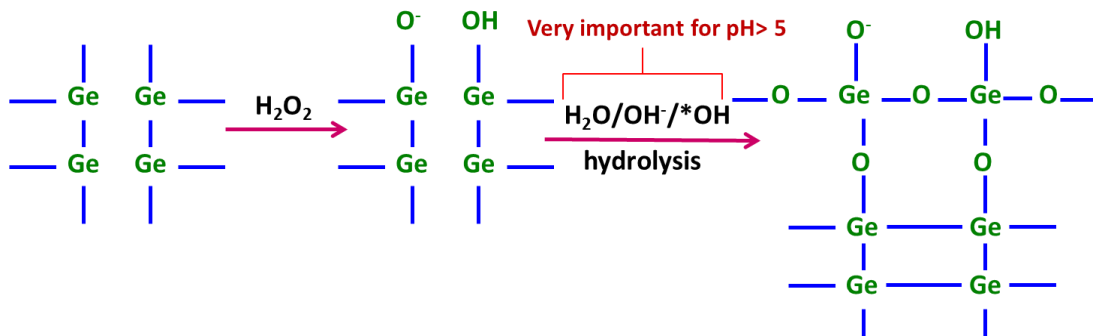 O⁻ OH
Very important for pH> 5
O⁻ OH
Ge Ge
H₂O₂
Ge Ge
H₂O/OH⁻/*OH
O Ge O Ge O
Ge Ge
Ge Ge
hydrolysis
O O
Ge Ge
Ge Ge